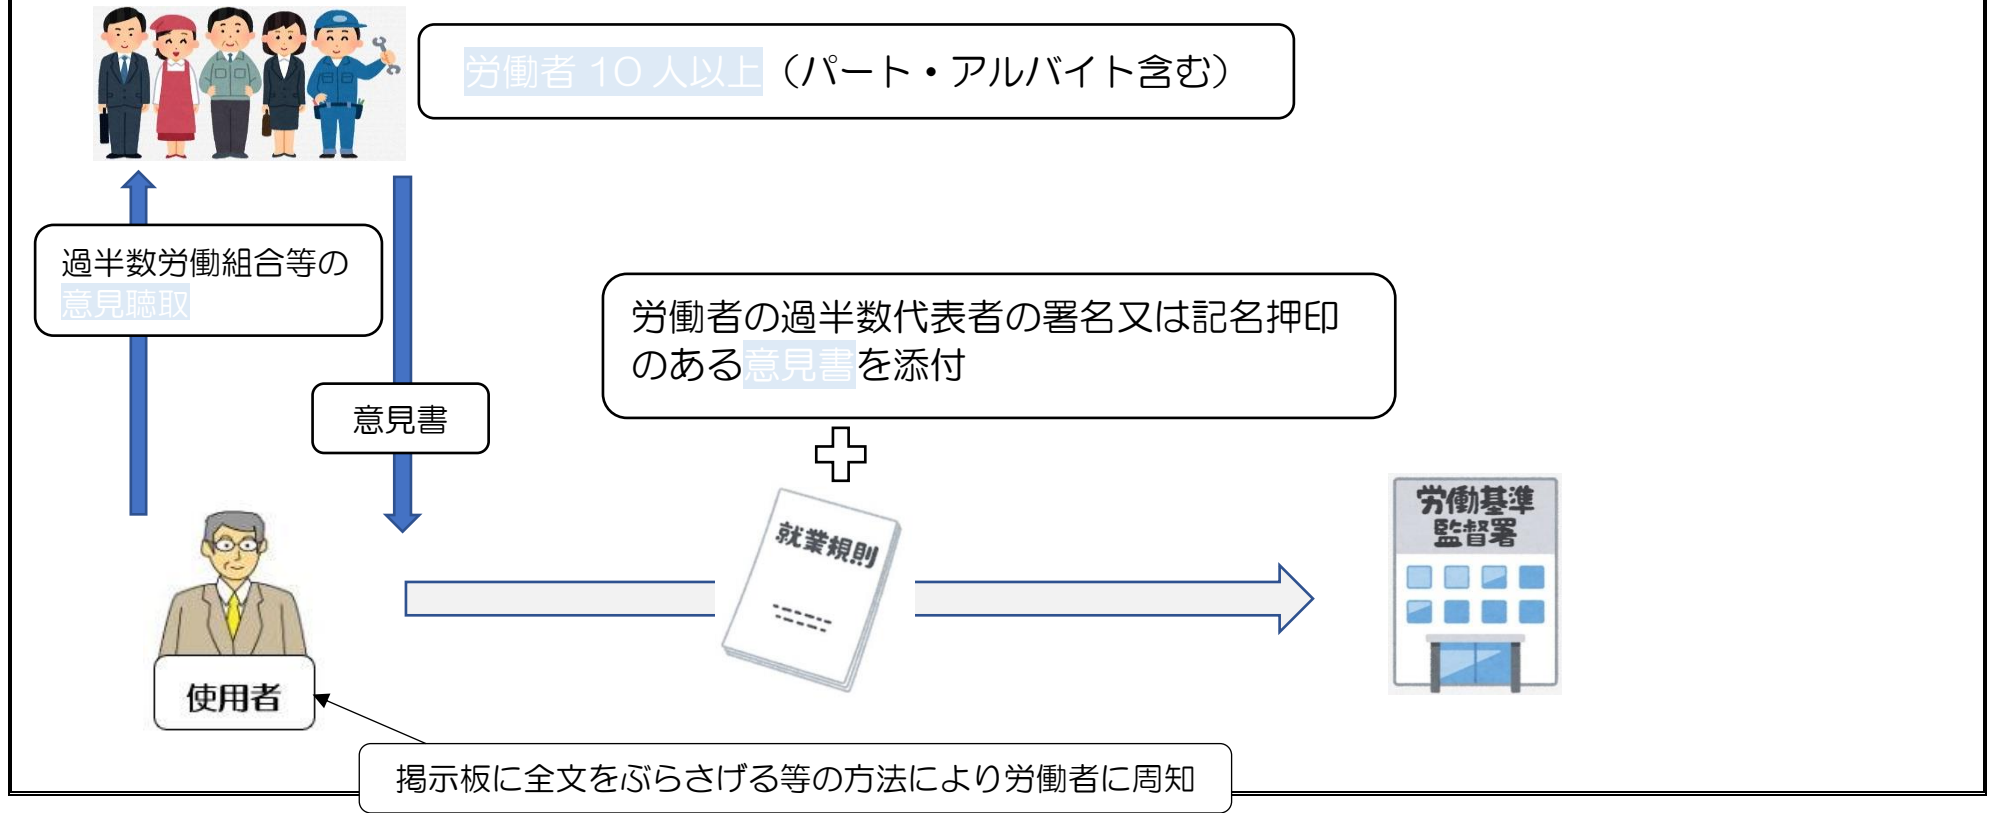 労働者 10 人以上（パート・アルバイト含む）
過半数労働組合等の
意見聴取
労働者の過半数代表者の署名又は記名押印
のある意見書を添付
意見書
就業規則
労働基準
監督署
使用者
掲示板に全文をぶらさげる等の方法により労働者に周知